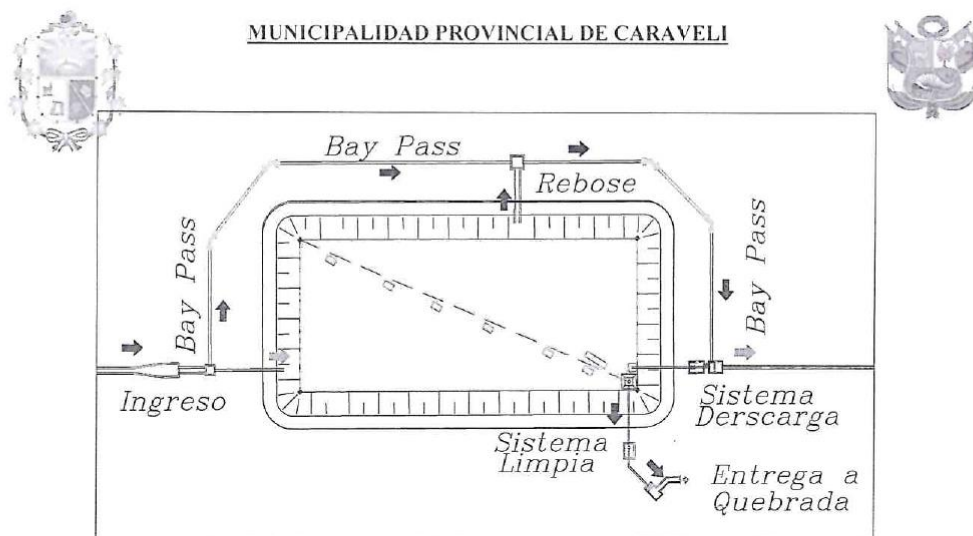 MUNICIPALIDAD PROVINCIAL DE CARAVELI
Bay Pass
Rebose
Bay Pass
Bay Pass
Ingreso
Sistema
Derscarga
Sistema
Limpia
Entrega a
Quebrada